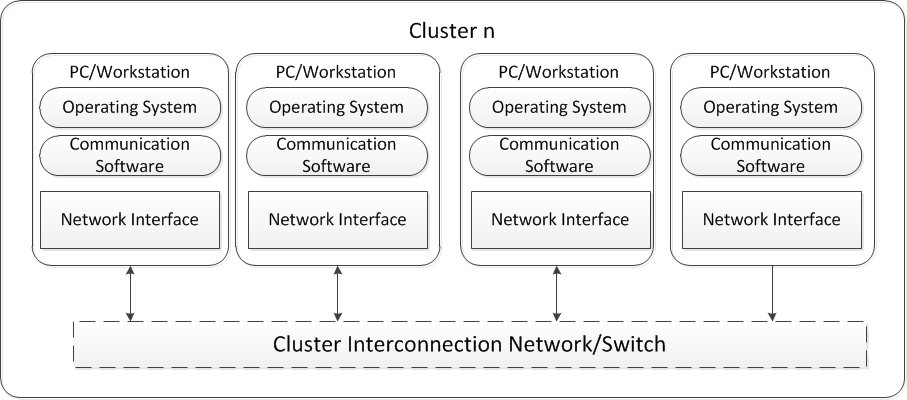 Cluster n
PC/Workstation
Operating System
Communication
Software
Network Interface
PC/Workstation
Operating System
Communication
Software
Network Interface
PC/Workstation
Operating System
Communication
Software
Network Interface
PC/Workstation
Operating System
Communication
Software
Network Interface
Cluster Interconnection Network/Switch